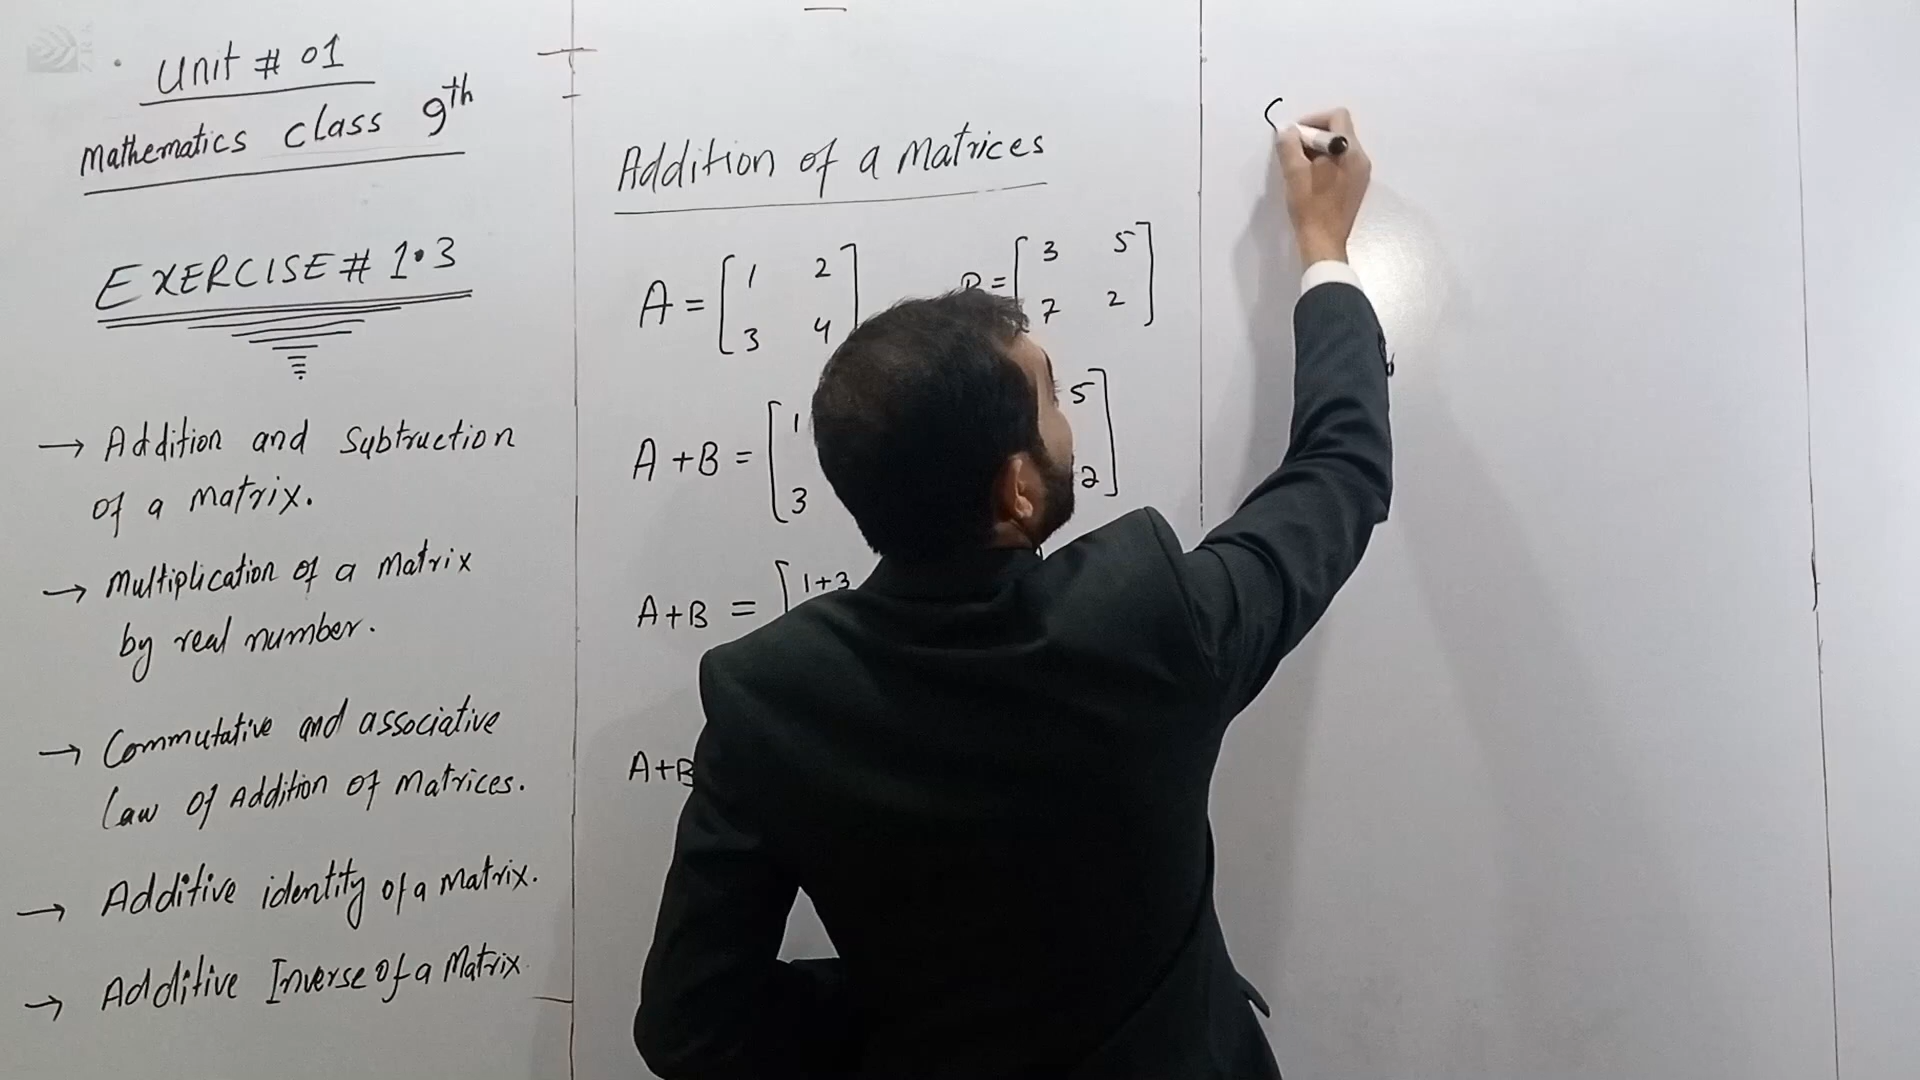 Unit # 01
Mathematics class 9th
EXERCISE # 1.3
→ Addition and Subtruction
of a matrix.
→ Multiplication of a Matrix
by real number.
→ Commutative and associative
Law of Addition of Matrices.
→ Additive identity of a Matrix.
→ Additive Inverse of a Matrix
Addition of a Matrices
A = [1 2
3 4
= [3 5]
7 2
A + B = [1 5]
3 2
A+B = [1+3
A+B